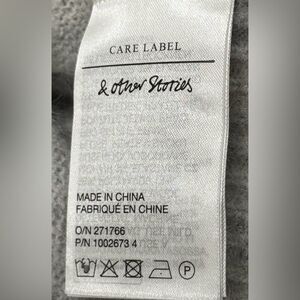 CARE LABEL
& other Stories
MADE IN CHINA
FABRIQUÉ EN CHINE
O/N 271766
P/N 1002673 4
P